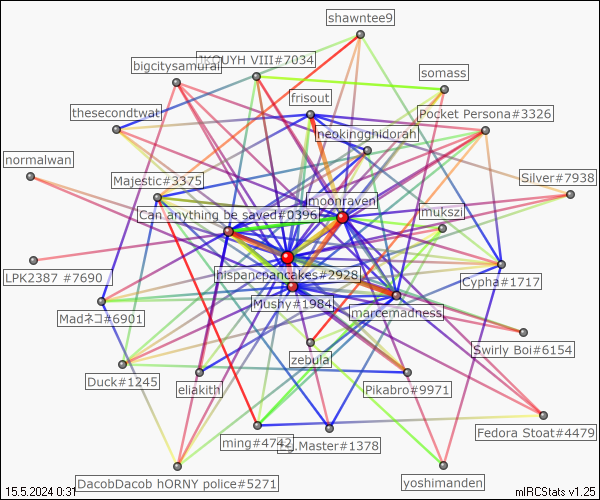 shawntee9
JKOUYH VIII#7034
bigcitysamurai
somass
frisout
thesecondtwat
Pocket Persona#3326
neokingghidorah
normalwan
Majestic#3375
Silver#7938
moonraven
Can anything be saved#0396
mukszi
LPK2387 #7690
hispancpancakes#2928
Cypha#1717
Mushy#1984
marcemadness
Madネコ#6901
Swirly Boi#6154
zebula
Duck#1245
eliakith
Pikabro#9971
ming#4742
.g.Master#1378
Fedora Stoat#4479
DacobDacob hORNY police#5271
yoshimanden
15.5.2024 0:31
mIRCStats v1.25